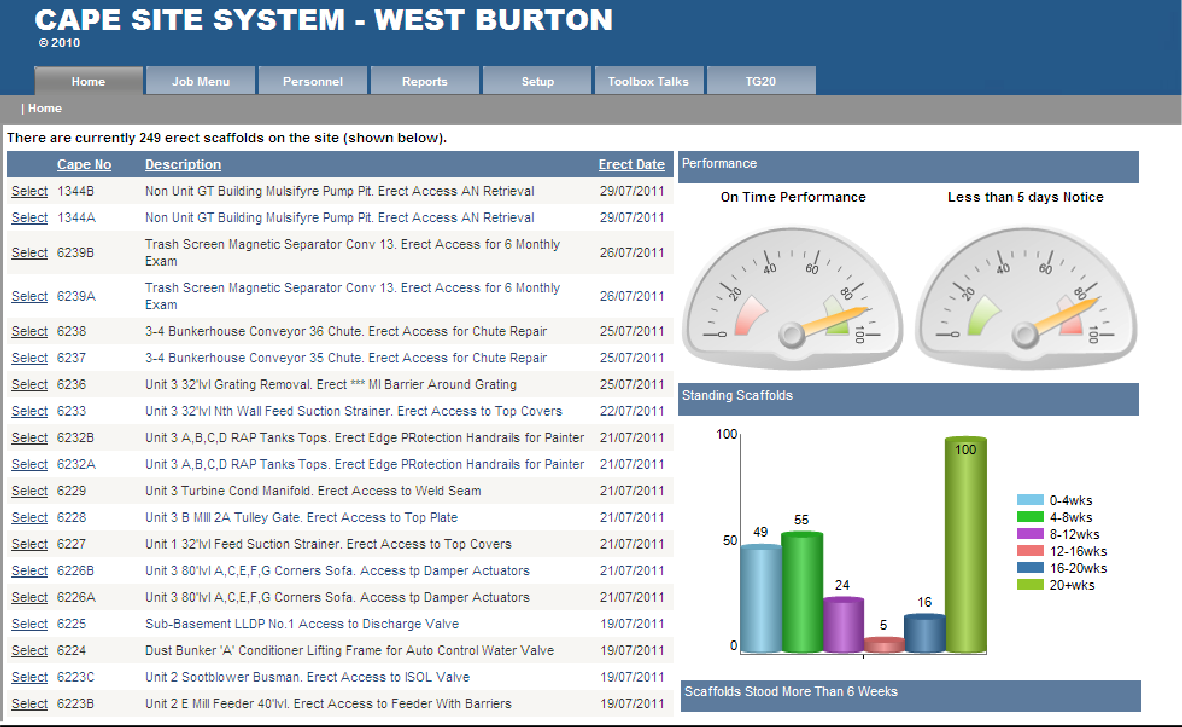 CAPE SITE SYSTEM - WEST BURTON
© 2010
Home Job Menu Personnel Reports Setup Toolbox Talks TG20
| Home
There are currently 249 erect scaffolds on the site (shown below).
Cape No Description Erect Date
Select 1344B Non Unit GT Building Mulsifyre Pump Pit. Erect Access AN Retrieval 29/07/2011
Select 1344A Non Unit GT Building Mulsifyre Pump Pit. Erect Access AN Retrieval 29/07/2011
Select 6239B Trash Screen Magnetic Separator Conv 13. Erect Access for 6 Monthly 26/07/2011
Exam
Select 6239A Trash Screen Magnetic Separator Conv 13. Erect Access for 6 Monthly 26/07/2011
Exam
Select 6238 3-4 Bunkerhouse Conveyor 36 Chute. Erect Access for Chute Repair 25/07/2011
Select 6237 3-4 Bunkerhouse Conveyor 35 Chute. Erect Access for Chute Repair 25/07/2011
Select 6236 Unit 3 32'lvl Grating Removal. Erect *** Ml Barrier Around Grating 25/07/2011
Select 6233 Unit 3 32'lvl Nth Wall Feed Suction Strainer. Erect Access to Top Covers 22/07/2011
Select 6232B Unit 3 A,B,C,D RAP Tanks Tops. Erect Edge PRotection Handrails for Painter 21/07/2011
Select 6232A Unit 3 A,B,C,D RAP Tanks Tops. Erect Edge PRotection Handrails for Painter 21/07/2011
Select 6229 Unit 3 Turbine Cond Manifold. Erect Access to Weld Seam 21/07/2011
Select 6228 Unit 3 B Mill 2A Tulley Gate. Erect Access to Top Plate 21/07/2011
Select 6227 Unit 1 32'lvl Feed Suction Strainer. Erect Access to Top Covers 21/07/2011
Select 6226B Unit 3 80'lvl A,C,E,F,G Corners Sofa. Access tp Damper Actuators 21/07/2011
Select 6226A Unit 3 80'lvl A,C,E,F,G Corners Sofa. Access tp Damper Actuators 21/07/2011
Select 6225 Sub-Basement LLDP No.1 Access to Discharge Valve 19/07/2011
Select 6224 Dust Bunker 'A' Conditioner Lifting Frame for Auto Control Water Valve 19/07/2011
Select 6223C Unit 2 Sootblower Busman. Erect Access to ISOL Valve 19/07/2011
Select 6223B Unit 2 E Mill Feeder 40'lvl. Erect Access to Feeder With Barriers 19/07/2011
Performance
On Time Performance Less than 5 days Notice
0 20 40 60 80 100
0 20 40 60 80 100
Standing Scaffolds
100
50
0
49
55
24
5
16
100
0-4wks
4-8wks
8-12wks
12-16wks
16-20wks
20+wks
Scaffolds Stood More Than 6 Weeks